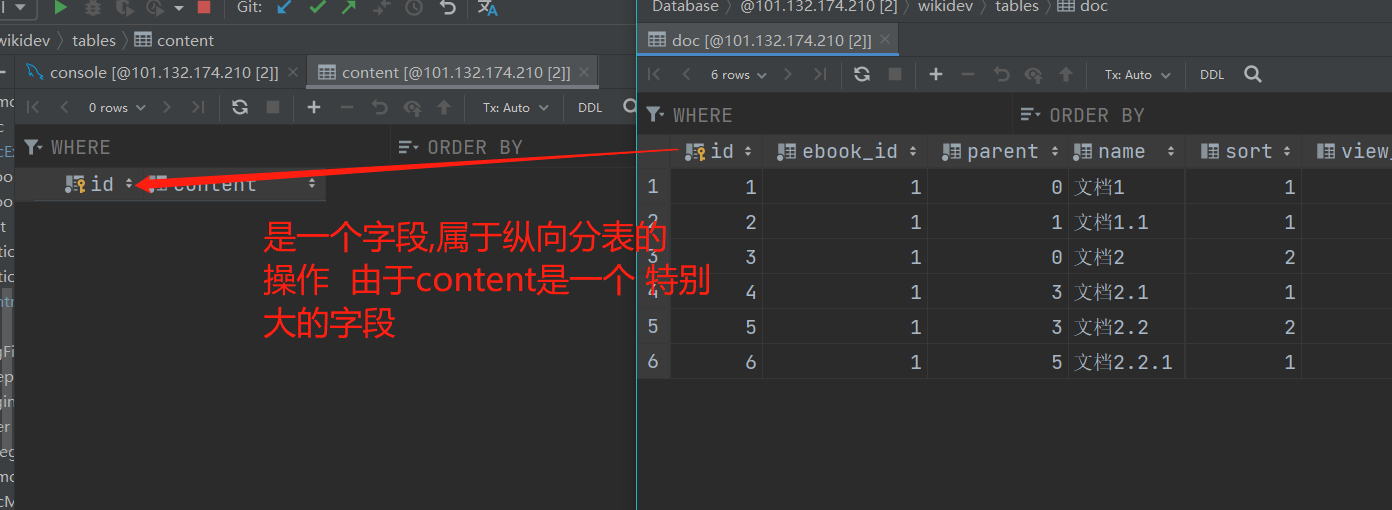 Git:
Database 〉 @101.132.174.210 [2] 〉 wikidev 〉 tables 〉 doc
wikidev 〉 tables 〉 content
console [@101.132.174.210 [2]]
content [@101.132.174.210 [2]]
0 rows
Tx: Auto
DDL
WHERE
ORDER BY
id content
是一个字段,属于纵向分表的
操作 由于content是一个 特别
大的字段
doc [@101.132.174.210 [2]]
6 rows
Tx: Auto
DDL
WHERE
ORDER BY
id ebook_id parent name sort view_
1 1 1 0 文档1 1
2 2 1 1 文档1.1 1
3 3 1 0 文档2 2
4 4 1 3 文档2.1 1
5 5 1 3 文档2.2 2
6 6 1 5 文档2.2.1 1